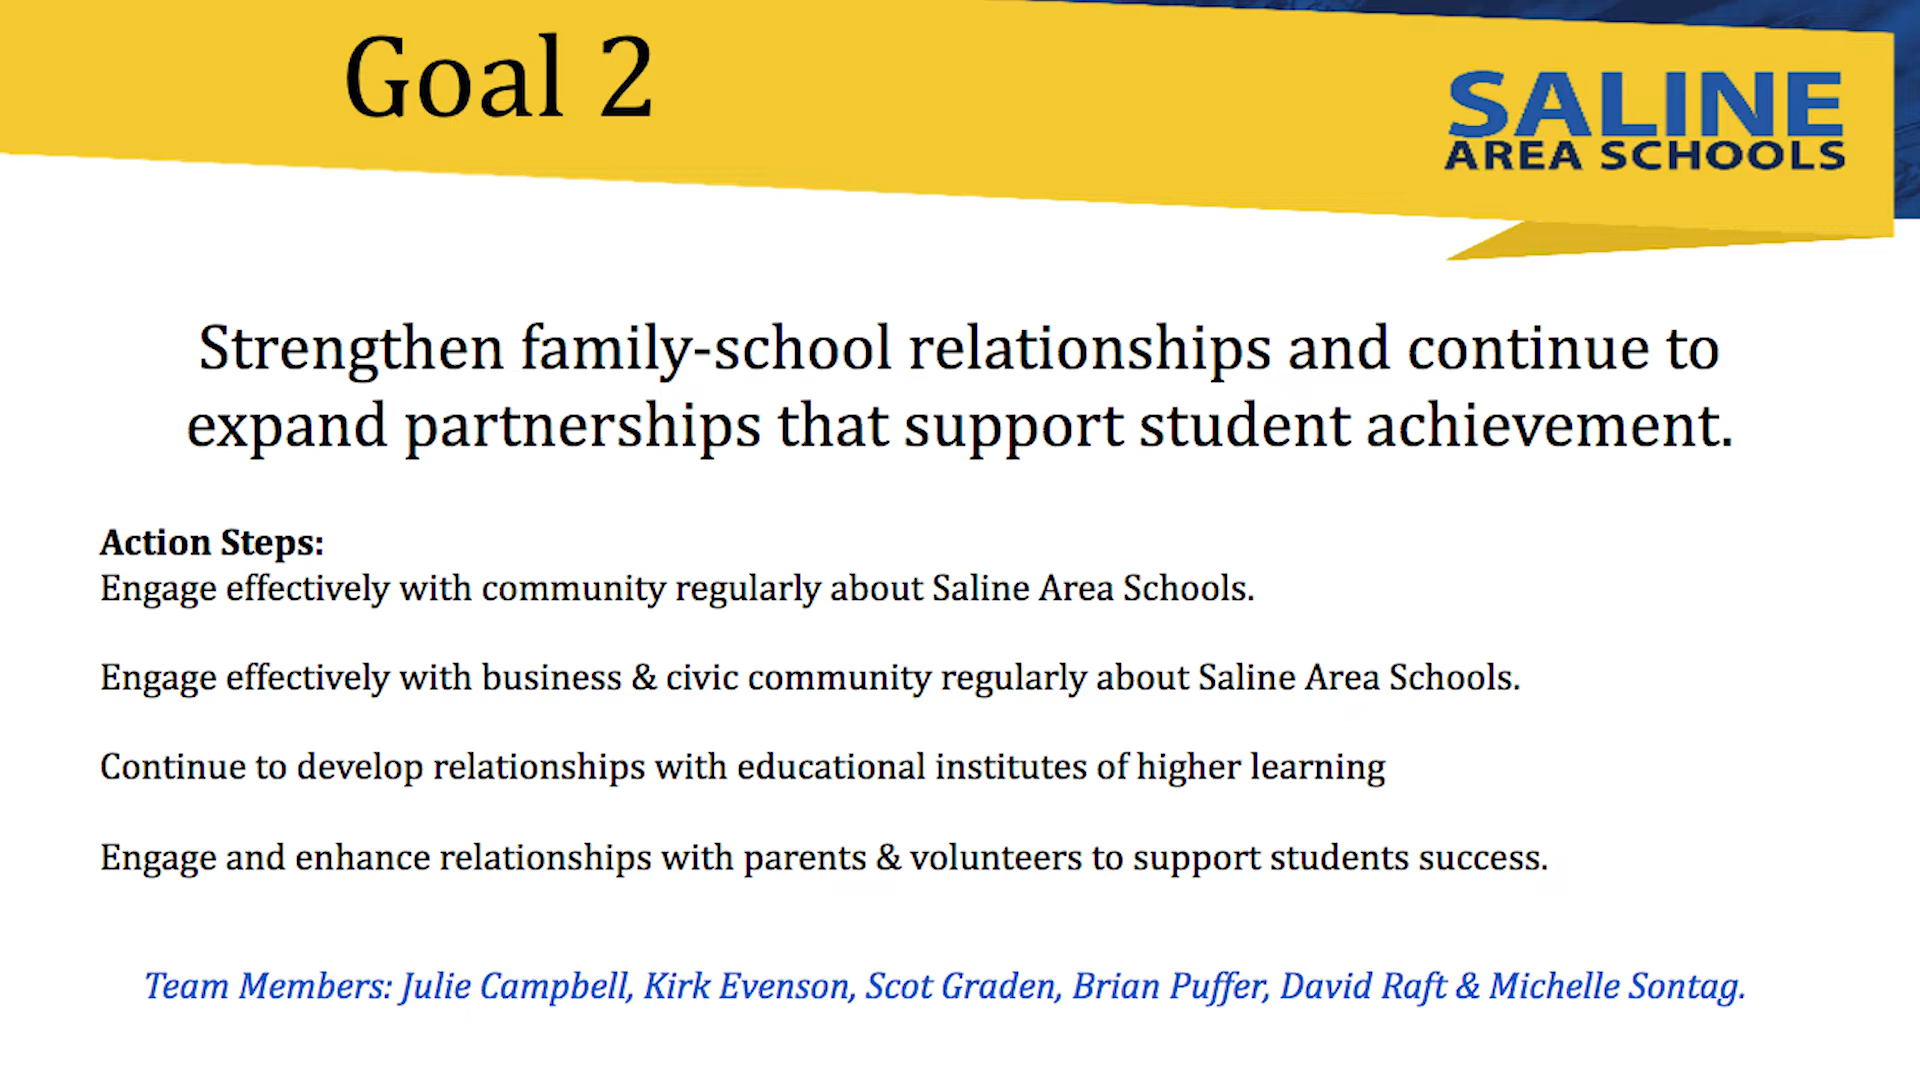 Goal 2
SALINE
AREA SCHOOLS
Strengthen family-school relationships and continue to
expand partnerships that support student achievement.
Action Steps:
Engage effectively with community regularly about Saline Area Schools.
Engage effectively with business & civic community regularly about Saline Area Schools.
Continue to develop relationships with educational institutes of higher learning
Engage and enhance relationships with parents & volunteers to support students success.
Team Members: Julie Campbell, Kirk Evenson, Scot Graden, Brian Puffer, David Raft & Michelle Sontag.